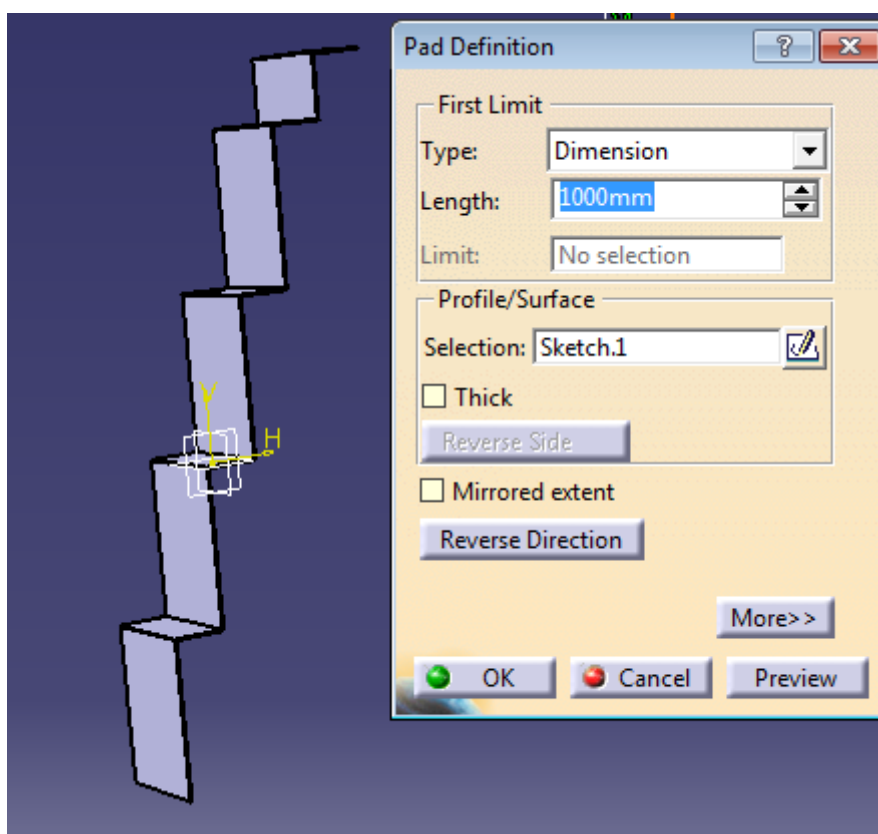 Pad Definition
First Limit
Type: Dimension
Length: 1000mm
Limit: No selection
Profile/Surface
Selection: Sketch.1
Thick
Reverse Side
Mirrored extent
Reverse Direction
More>>
OK Cancel Preview
V
H